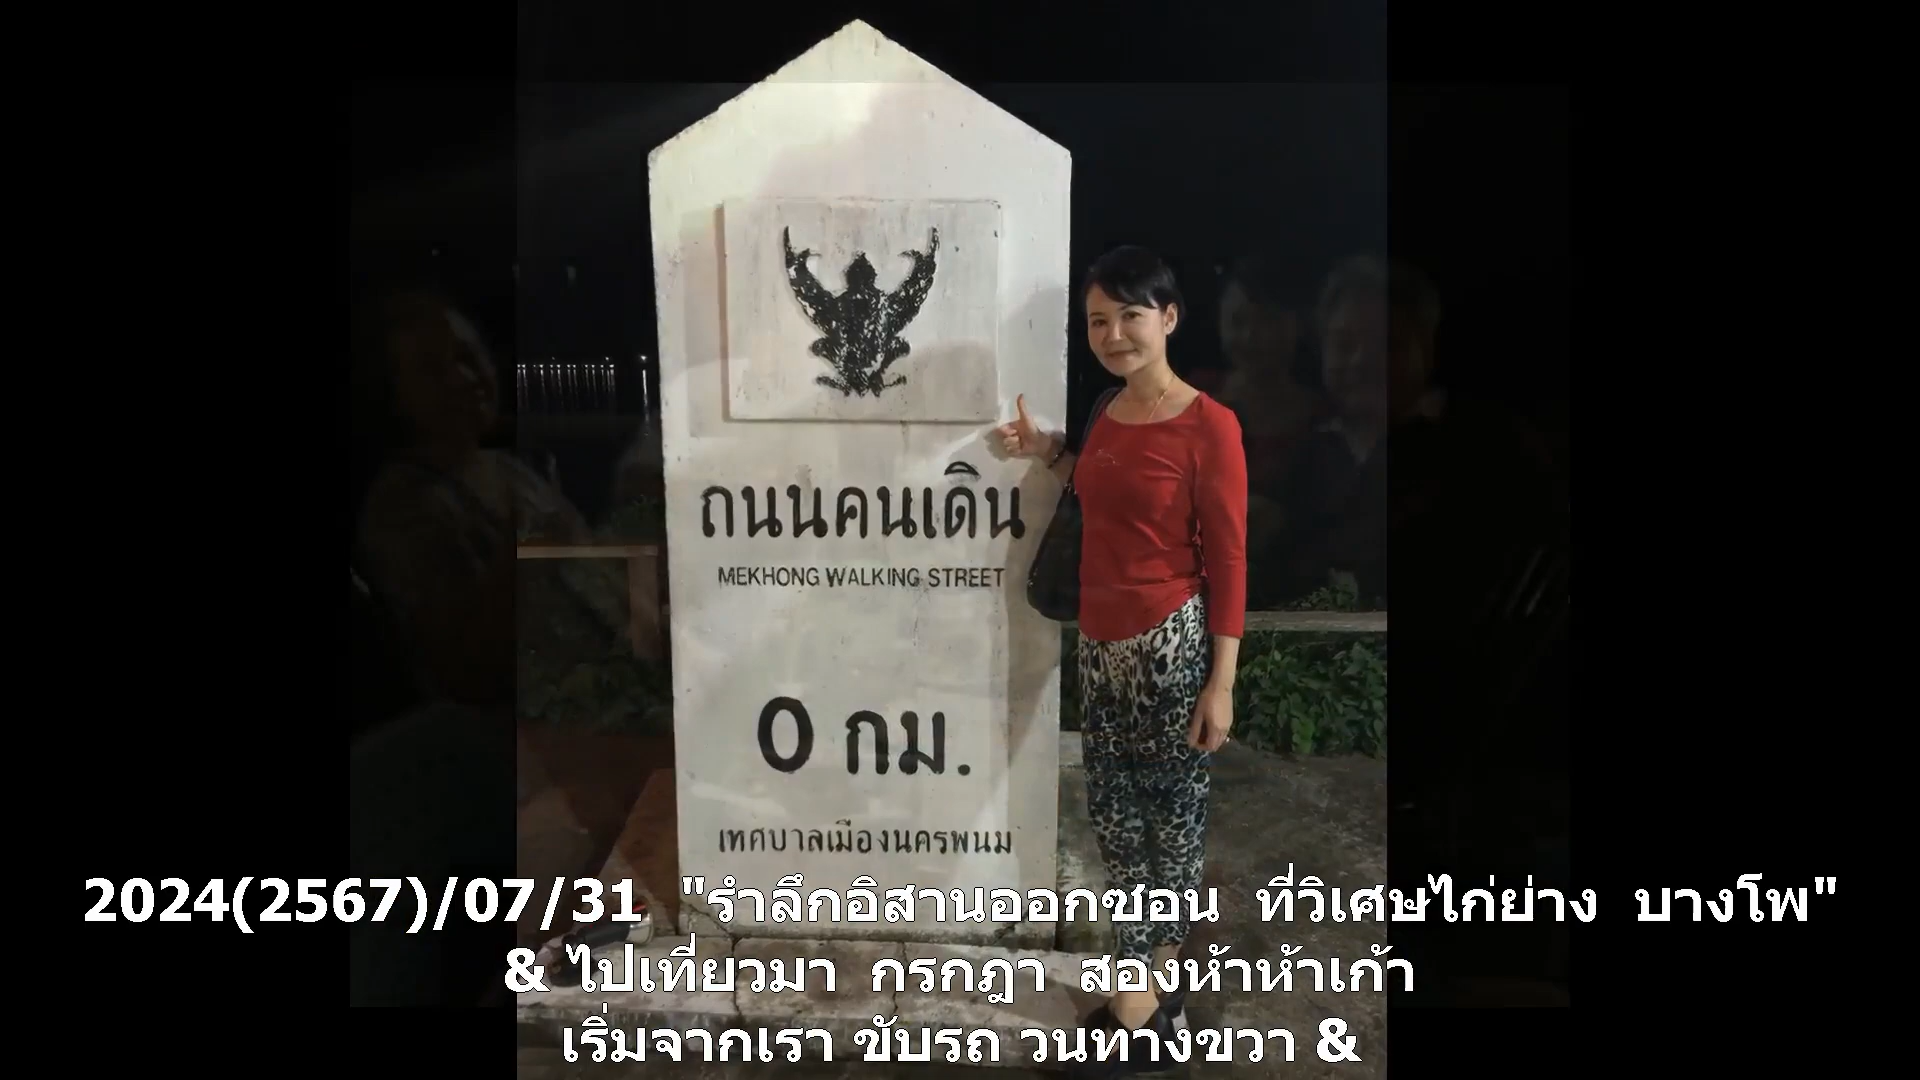 ถนนคนเดิน
MEKHONG WALKING STREET
0 กม.
เทศบาลเมืองนครพนม
2024(2567)/07/31 "รำลึกอิสานออกซอน ที่วิเศษไก่ย่าง บางโพ"
& ไปเที่ยวมา กรกฎา สองห้าห้าเก้า
เริ่มจากเรา ขับรถ วนทางขวา &